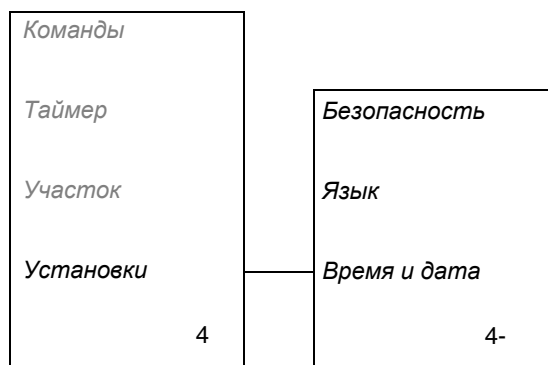 Команды
Таймер
Участок
Установки
4
Безопасность
Язык
Время и дата
4-